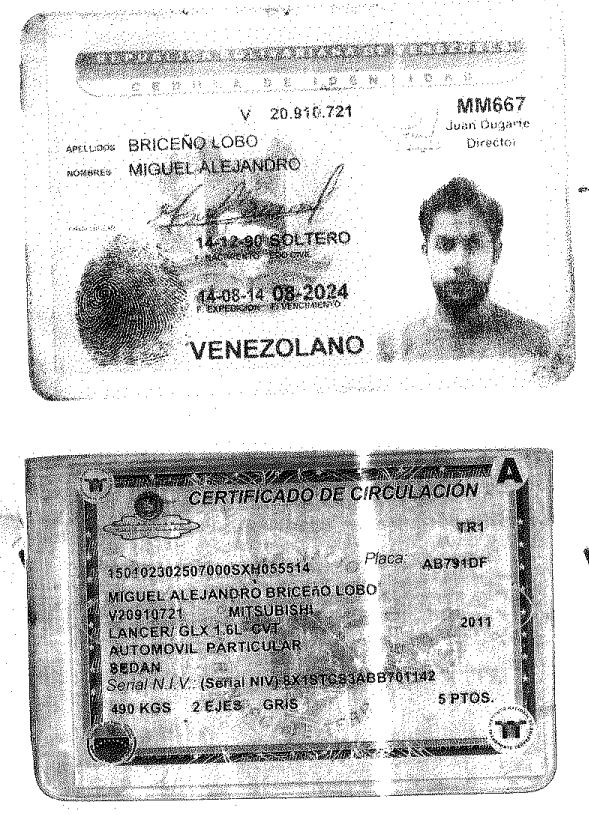 REPUBLICA BOLIVARIANA DE VENEZUELA
CEDULA DE IDENTIDAD
V 20.910.721
MM667
Juan Dugarte
Director
APELLIDOS BRICEÑO LOBO
NOMBRES MIGUEL ALEJANDRO
14-12-90 SOLTERO
F. NACIMIENTO EDO CIVIL
14-08-14 08-2024
F. EXPEDICION F. VENCIMIENTO
VENEZOLANO
A
CERTIFICADO DE CIRCULACIÓN
TR1
150102302507000SXH055514 Placa: AB791DF
MIGUEL ALEJANDRO BRICEñO LOBO
V20910721 MITSUBISHI
LANCER/ GLX 1.6L CVT 2011
AUTOMOVIL PARTICULAR
SEDAN
Serial N.I.V.: (Serial NIV) 8X1STCS3ABB701142
490 KGS 2 EJES GRIS 5 PTOS.